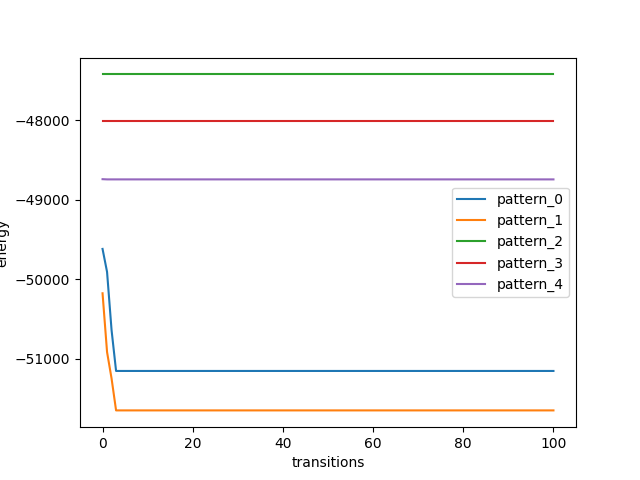 −48000
−49000
−50000
−51000
energy
0
20
40
60
80
100
transitions
pattern_0
pattern_1
pattern_2
pattern_3
pattern_4